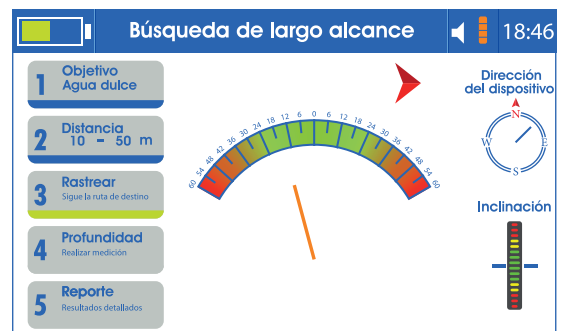 Búsqueda de largo alcance
18:46
1 Objetivo
Agua dulce
2 Distancia
10 - 50 m
3 Rastrear
Sigue la ruta de destino
4 Profundidad
Realizar medición
5 Reporte
Resultados detallados
60 54 48 42 36 30 24 18 12 6 0 6 12 18 24 30 36 42 48 54 60
Dirección
del dispositivo
N
W E
S
Inclinación